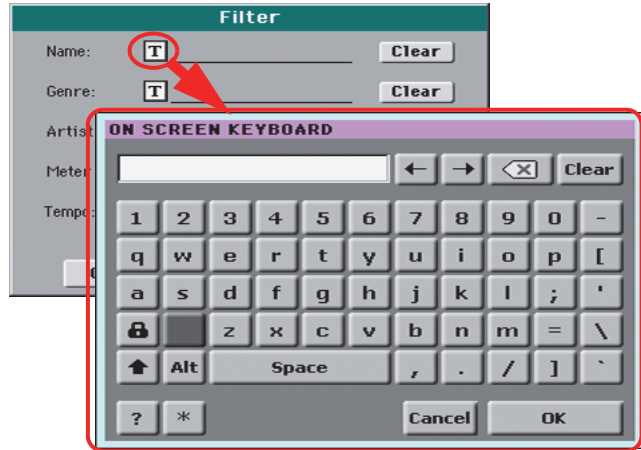 Filter
Name: T Clear
Genre: T Clear
Artist
Meter
Tempo:
ON SCREEN KEYBOARD
← → ⌫ Clear
1 2 3 4 5 6 7 8 9 0 -
q w e r t y u i o p [
a s d f g h j k l ; '
z x c v b n m = \
Alt Space , . / ] `
? * Cancel OK